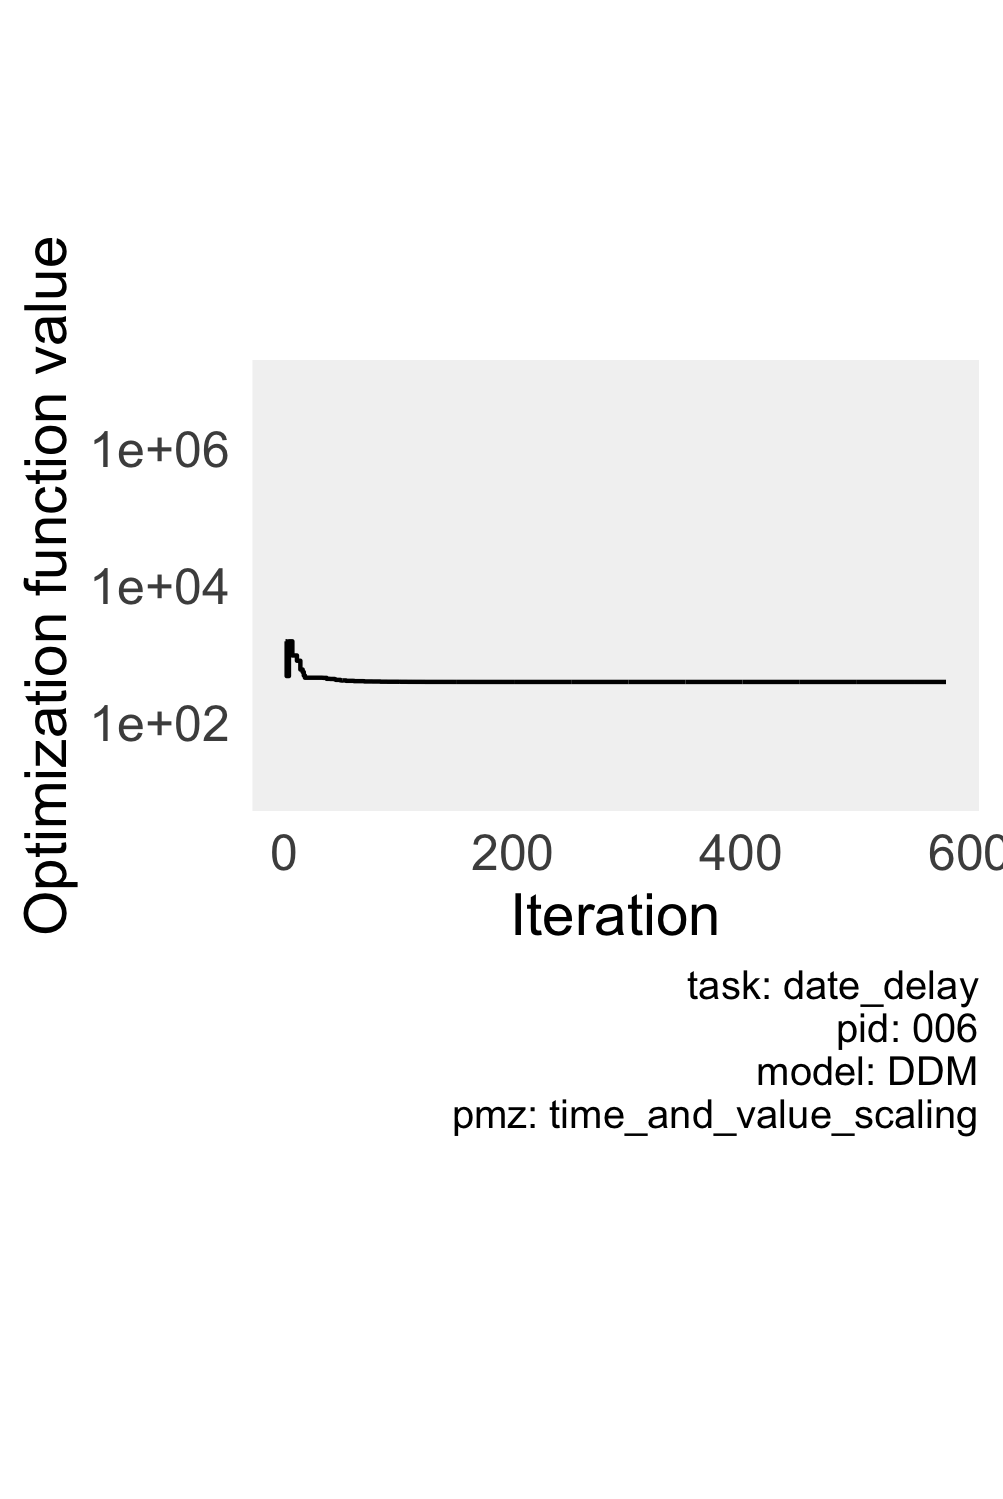 Optimization function value
1e+06
1e+04
1e+02
0 200 400 600
Iteration
task: date_delay
pid: 006
model: DDM
pmz: time_and_value_scaling